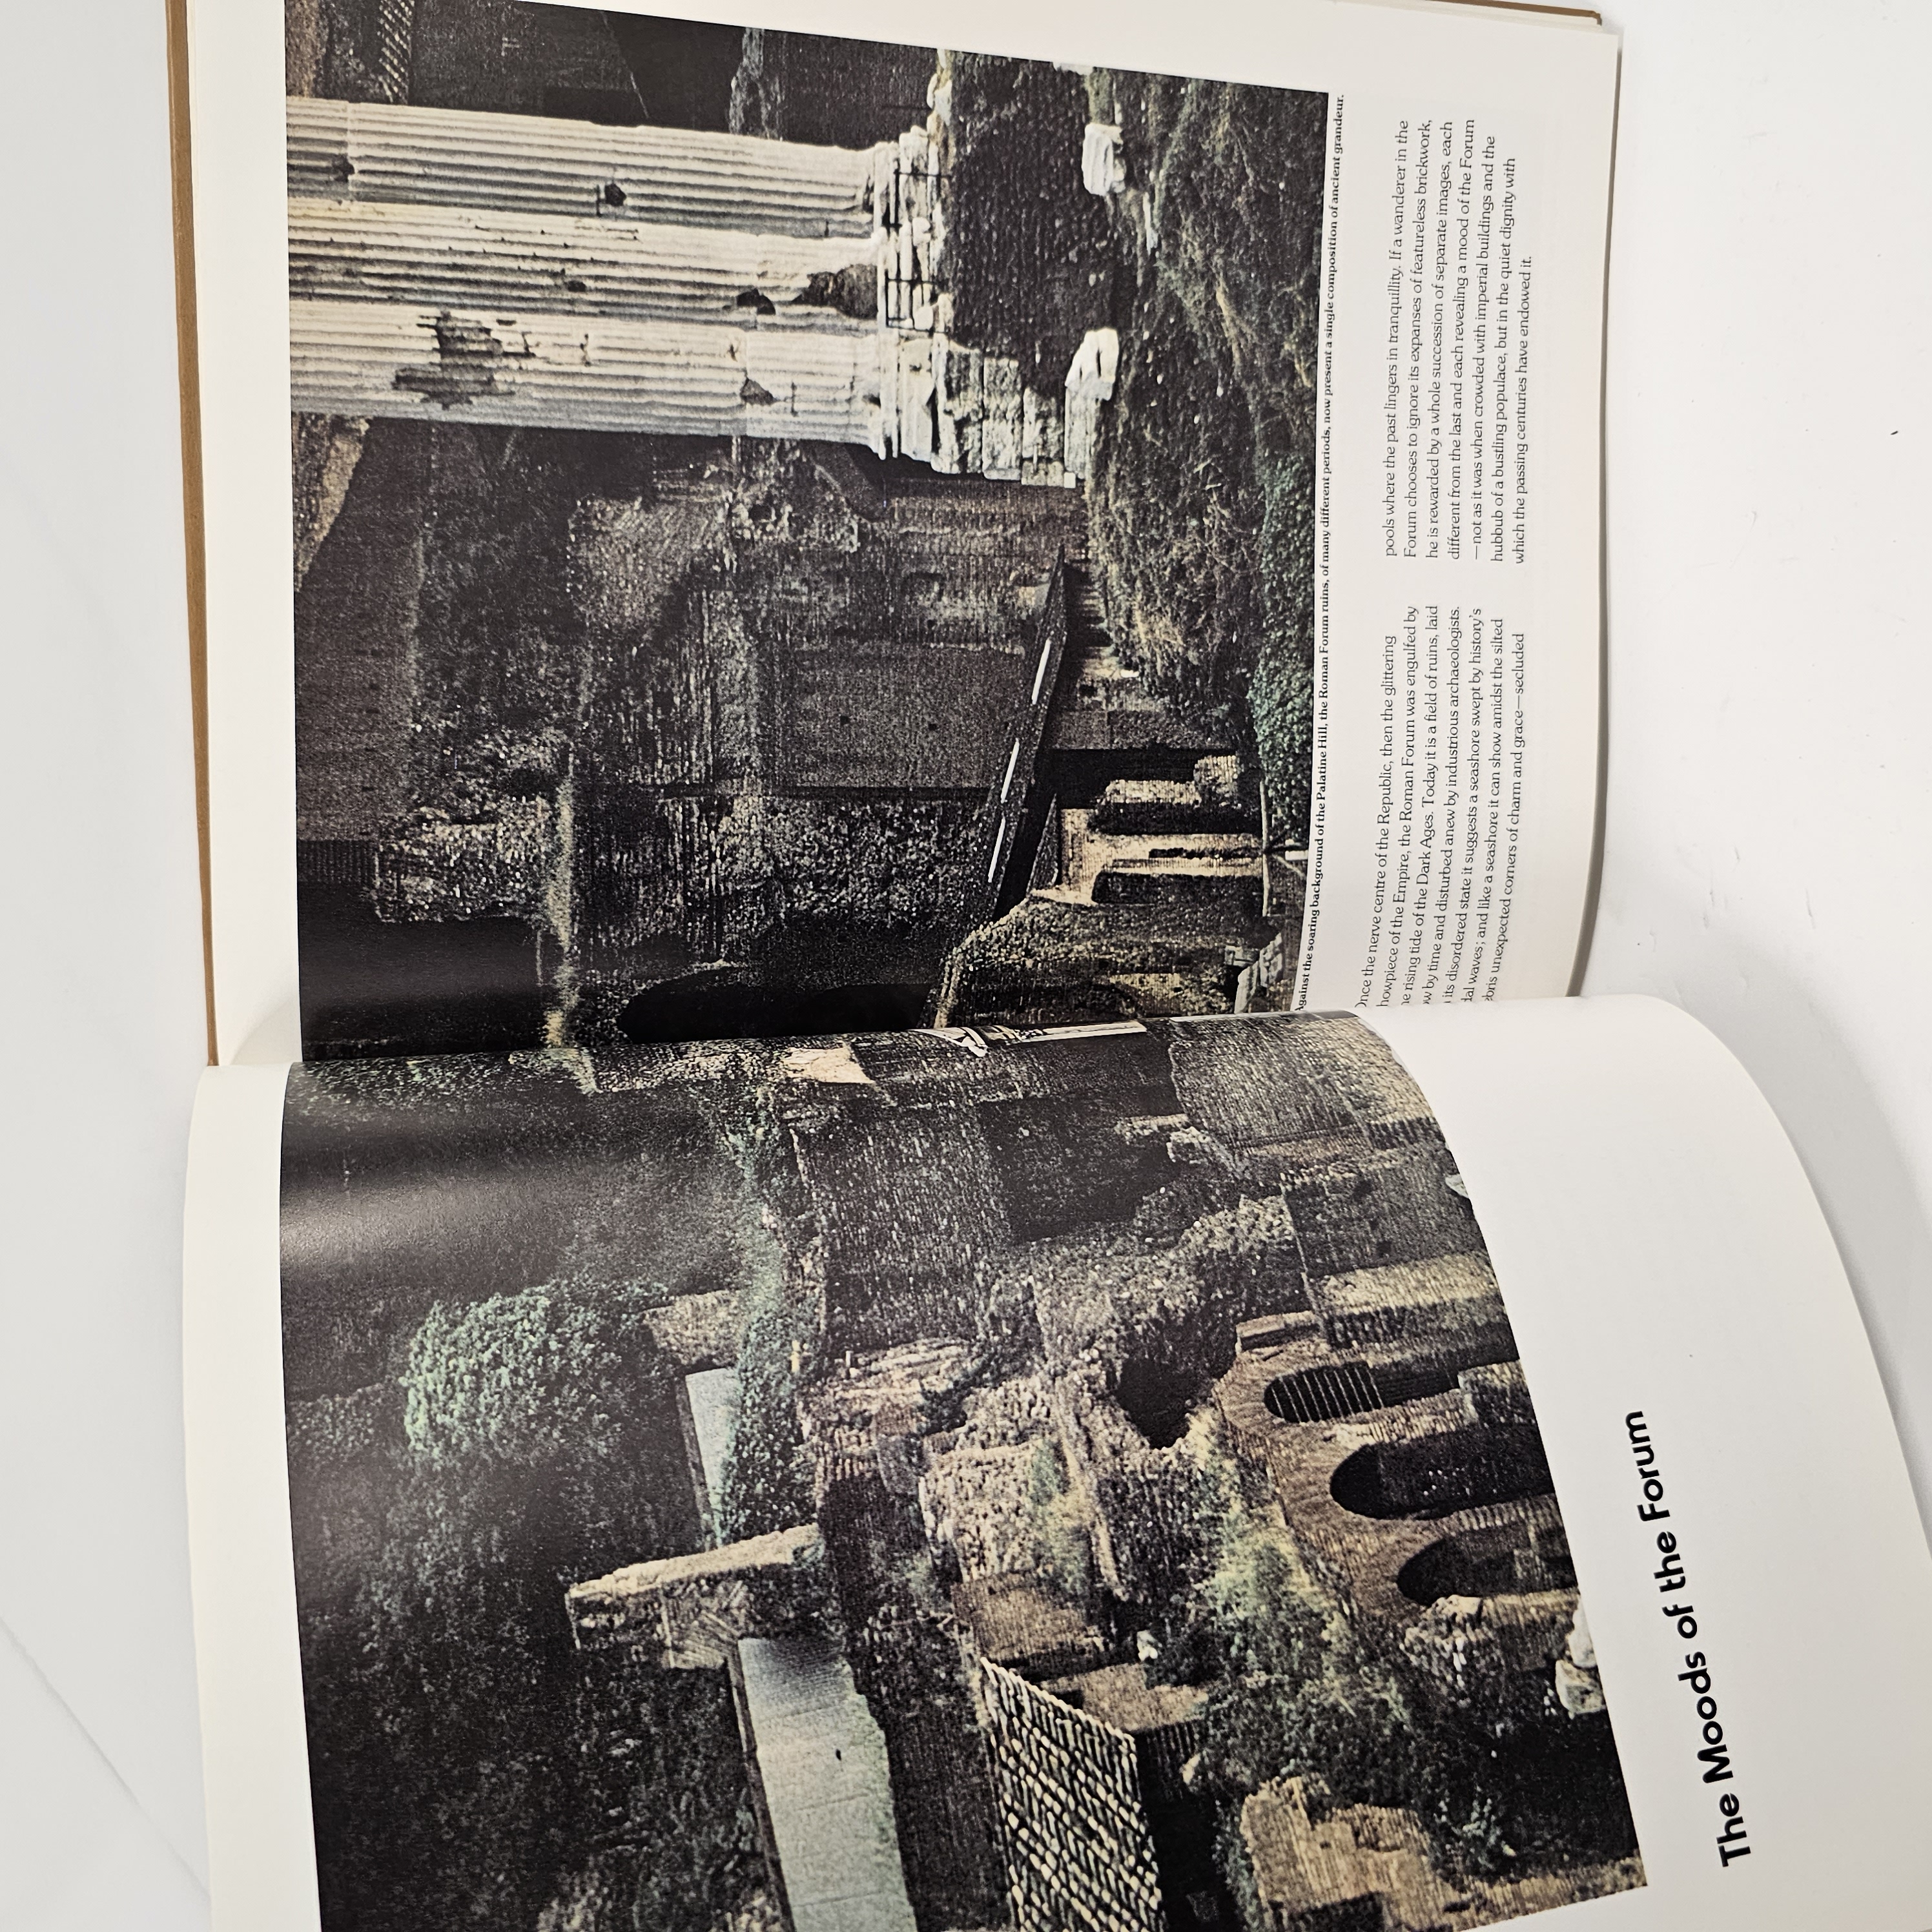 The Moods of the Forum
Against the soaring background of the Palatine Hill, the Roman Forum ruins, of many different periods, now present a single composition of ancient grandeur.
Once the nerve centre of the Republic, then the glittering
howpiece of the Empire, the Roman Forum was engulfed by
he rising tide of the Dark Ages. Today it is a field of ruins, laid
ow by time and disturbed anew by industrious archaeologists.
its disordered state it suggests a seashore swept by history's
dal waves; and like a seashore it can show amidst the silted
ebris unexpected corners of charm and grace—secluded
pools where the past lingers in tranquillity. If a wanderer in the
Forum chooses to ignore its expanses of featureless brickwork,
he is rewarded by a whole succession of separate images, each
different from the last and each revealing a mood of the Forum
—not as it was when crowded with imperial buildings and the
hubbub of a bustling populace, but in the quiet dignity with
which the passing centuries have endowed it.